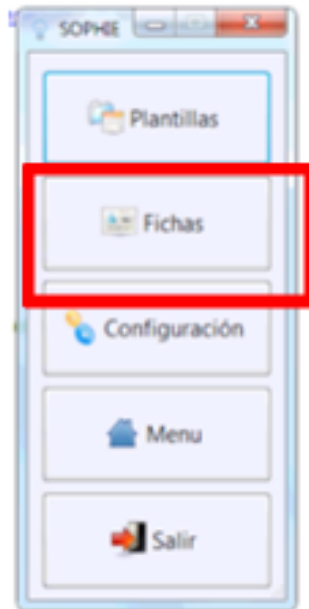 SOPHIE
Plantillas
Fichas
Configuración
Menu
Salir